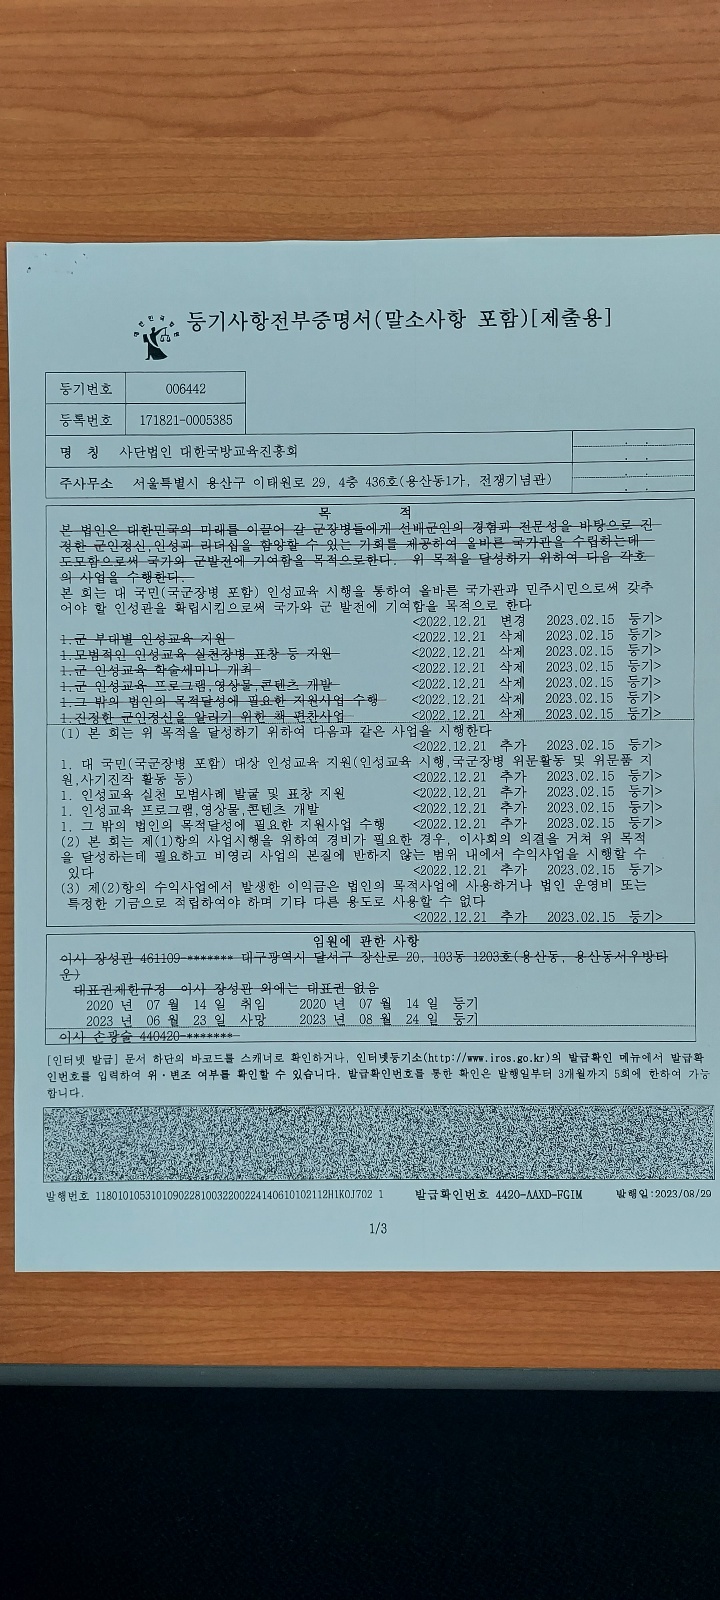 대한민국법원
등기사항전부증명서(말소사항 포함)[제출용]
등기번호 006442
등록번호 171821-0005385
명 칭 사단법인 대한국방교육진흥회 . .
. .
주사무소 서울특별시 용산구 이태원로 29, 4층 436호(용산동1가, 전쟁기념관) . .
. .
목 적
본 법인은 대한민국의 미래를 이끌어 갈 군장병들에게 선배군인의 경험과 전문성을 바탕으로 진
정한 군인정신,인성과 리더십을 함양할 수 있는 기회를 제공하여 올바른 국가관을 수립하는데
도모함으로써 국가와 군발전에 기여함을 목적으로한다. 위 목적을 달성하기 위하여 다음 각호
의 사업을 수행한다.
본 회는 대 국민(국군장병 포함) 인성교육 시행을 통하여 올바른 국가관과 민주시민으로써 갖추
어야 할 인성관을 확립시킴으로써 국가와 군 발전에 기여함을 목적으로 한다
<2022.12.21 변경 2023.02.15 등기>
1.군 부대별 인성교육 지원 <2022.12.21 삭제 2023.02.15 등기>
1.모범적인 인성교육 실천장병 표창 등 지원 <2022.12.21 삭제 2023.02.15 등기>
1.군 인성교육 학술세미나 개최 <2022.12.21 삭제 2023.02.15 등기>
1.군 인성교육 프로그램,영상물,콘텐츠 개발 <2022.12.21 삭제 2023.02.15 등기>
1.그 밖의 법인의 목적달성에 필요한 지원사업 수행 <2022.12.21 삭제 2023.02.15 등기>
1.진정한 군인정신을 알리기 위한 책 편찬사업 <2022.12.21 삭제 2023.02.15 등기>
(1) 본 회는 위 목적을 달성하기 위하여 다음과 같은 사업을 시행한다
<2022.12.21 추가 2023.02.15 등기>
1. 대 국민(국군장병 포함) 대상 인성교육 지원(인성교육 시행,국군장병 위문활동 및 위문품 지
원,사기진작 활동 등) <2022.12.21 추가 2023.02.15 등기>
1. 인성교육 실천 모범사례 발굴 및 표창 지원 <2022.12.21 추가 2023.02.15 등기>
1. 인성교육 프로그램,영상물,콘텐츠 개발 <2022.12.21 추가 2023.02.15 등기>
1. 그 밖의 법인의 목적달성에 필요한 지원사업 수행 <2022.12.21 추가 2023.02.15 등기>
(2) 본 회는 제(1)항의 사업시행을 위하여 경비가 필요한 경우, 이사회의 의결을 거쳐 위 목적
을 달성하는데 필요하고 비영리 사업의 본질에 반하지 않는 범위 내에서 수익사업을 시행할 수
있다 <2022.12.21 추가 2023.02.15 등기>
(3) 제(2)항의 수익사업에서 발생한 이익금은 법인의 목적사업에 사용하거나 법인 운영비 또는
특정한 기금으로 적립하여야 하며 기타 다른 용도로 사용할 수 없다
<2022.12.21 추가 2023.02.15 등기>
임원에 관한 사항
이사 장성관 461109-******* 대구광역시 달서구 장산로 20, 103동 1203호(용산동, 용산동서우방타
운)
대표권제한규정 이사 장성관 외에는 대표권 없음
2020 년 07 월 14 일 취임 2020 년 07 월 14 일 등기
2023 년 06 월 23 일 사망 2023 년 08 월 24 일 등기
이사 손광술 440420-*******
[인터넷 발급] 문서 하단의 바코드를 스캐너로 확인하거나, 인터넷등기소(http://www.iros.go.kr)의 발급확인 메뉴에서 발급확
인번호를 입력하여 위·변조 여부를 확인할 수 있습니다. 발급확인번호를 통한 확인은 발행일부터 3개월까지 5회에 한하여 가능
합니다.
발행번호 118010105310109022810032200224140610102112H1KOJ702 1 발급확인번호 4420-AAXD-FGIM 발행일:2023/08/29
1/3